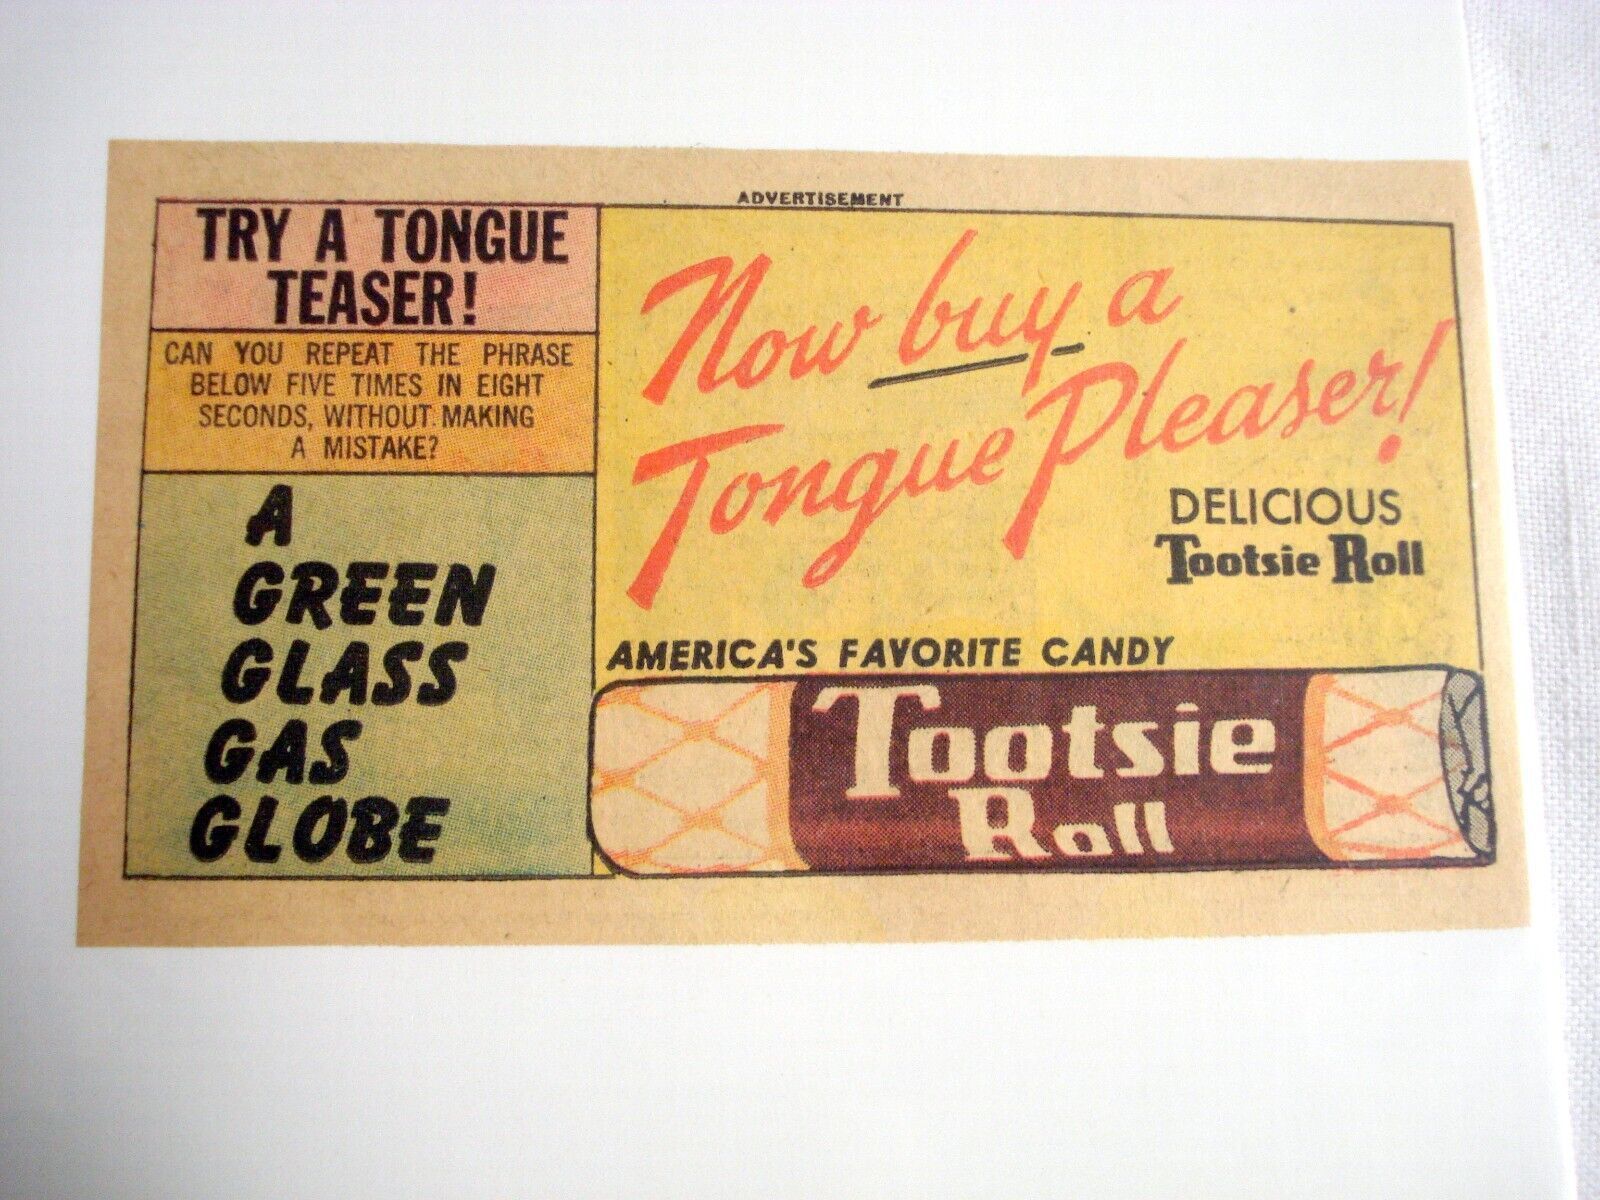 ADVERTISEMENT
TRY A TONGUE
TEASER!
CAN YOU REPEAT THE PHRASE
BELOW FIVE TIMES IN EIGHT
SECONDS, WITHOUT MAKING
A MISTAKE?
A
GREEN
GLASS
GAS
GLOBE
Now buy a
Tongue Pleaser!
DELICIOUS
Tootsie Roll
AMERICA'S FAVORITE CANDY
Tootsie
Roll